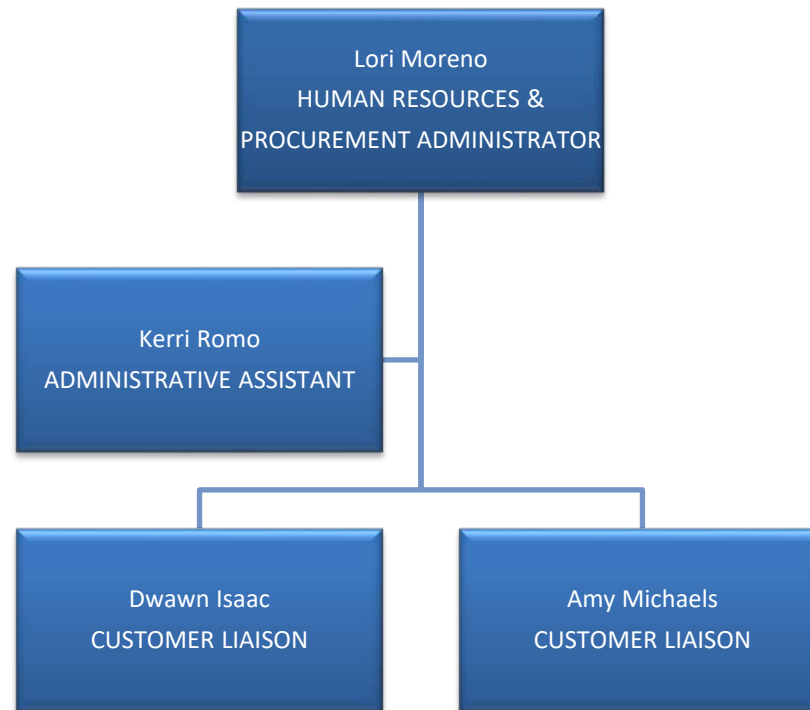 Lori Moreno
HUMAN RESOURCES &
PROCUREMENT ADMINISTRATOR
Kerri Romo
ADMINISTRATIVE ASSISTANT
Dwawn Isaac
CUSTOMER LIAISON
Amy Michaels
CUSTOMER LIAISON